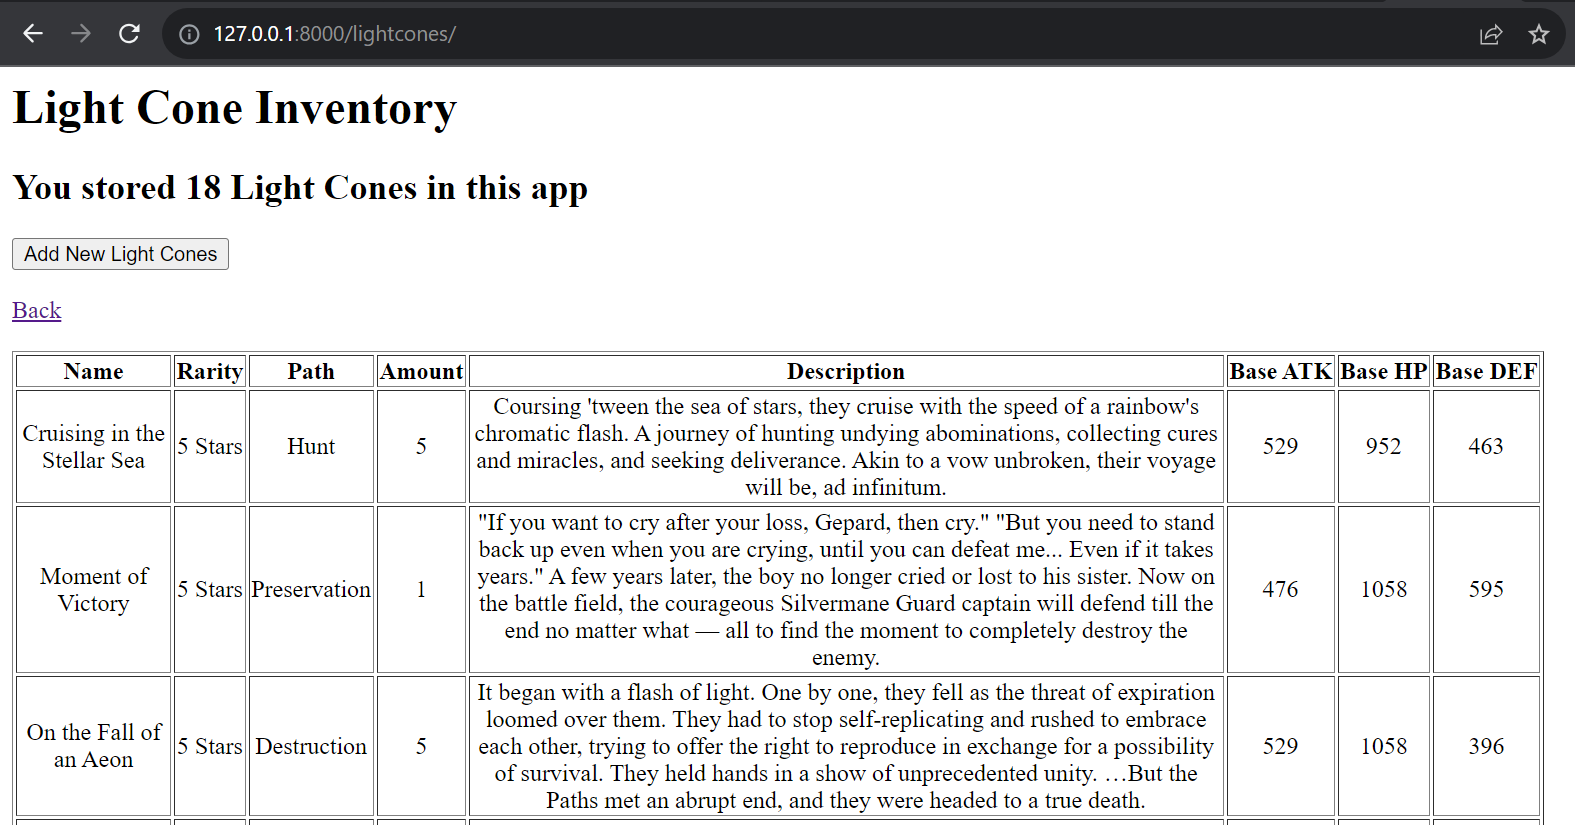 127.0.0.1:8000/lightcones/
Light Cone Inventory
You stored 18 Light Cones in this app
Add New Light Cones
Back
Name Rarity Path Amount Description Base ATK Base HP Base DEF
Cruising in the Stellar Sea 5 Stars Hunt 5 Coursing 'tween the sea of stars, they cruise with the speed of a rainbow's
chromatic flash. A journey of hunting undying abominations, collecting cures
and miracles, and seeking deliverance. Akin to a vow unbroken, their voyage
will be, ad infinitum. 529 952 463
Moment of Victory 5 Stars Preservation 1 "If you want to cry after your loss, Gepard, then cry." "But you need to stand
back up even when you are crying, until you can defeat me... Even if it takes
years." A few years later, the boy no longer cried or lost to his sister. Now on
the battle field, the courageous Silvermane Guard captain will defend till the
end no matter what — all to find the moment to completely destroy the
enemy. 476 1058 595
On the Fall of an Aeon 5 Stars Destruction 5 It began with a flash of light. One by one, they fell as the threat of expiration
loomed over them. They had to stop self-replicating and rushed to embrace
each other, trying to offer the right to reproduce in exchange for a possibility
of survival. They held hands in a show of unprecedented unity. …But the
Paths met an abrupt end, and they were headed to a true death. 529 1058 396